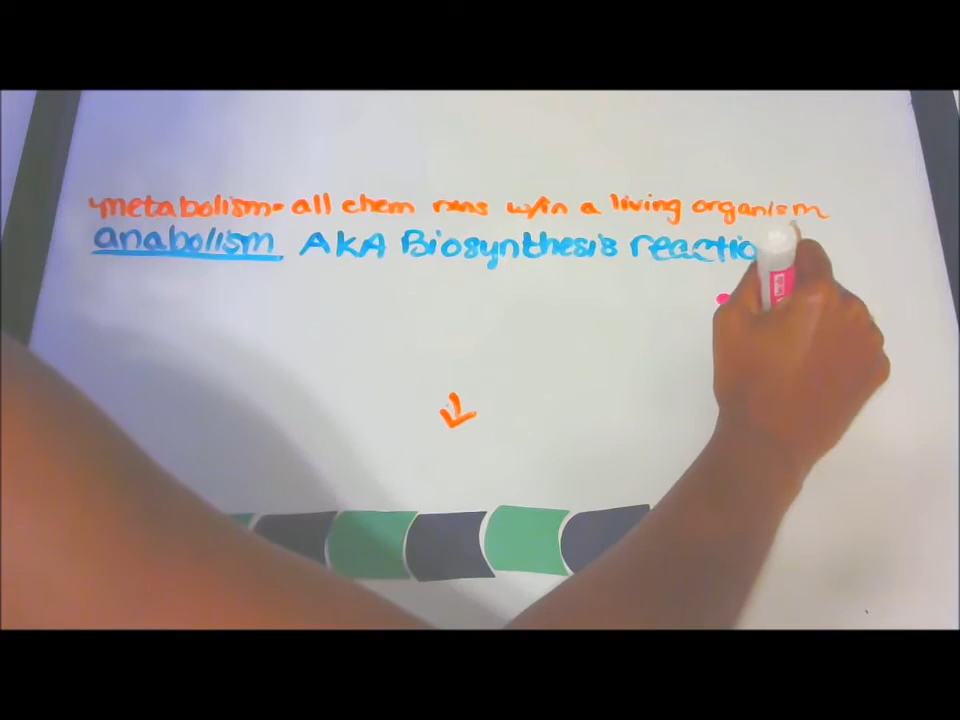 metabolism- all chem rxns w/in a living organism
anabolism AKA Biosynthesis reactio